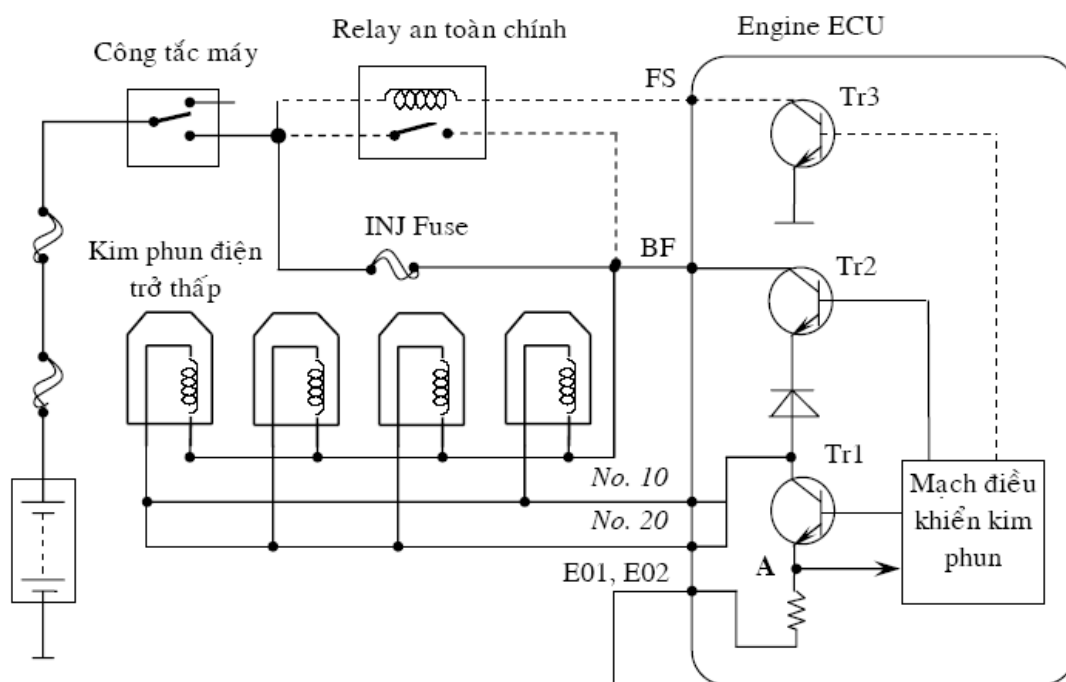 Engine ECU
Relay an toàn chính
Công tắc máy
FS
Tr3
INJ Fuse
BF
Tr2
Kim phun điện
trở thấp
Tr1
No. 10
No. 20
Mạch điều
khiển kim
phun
A
E01, E02